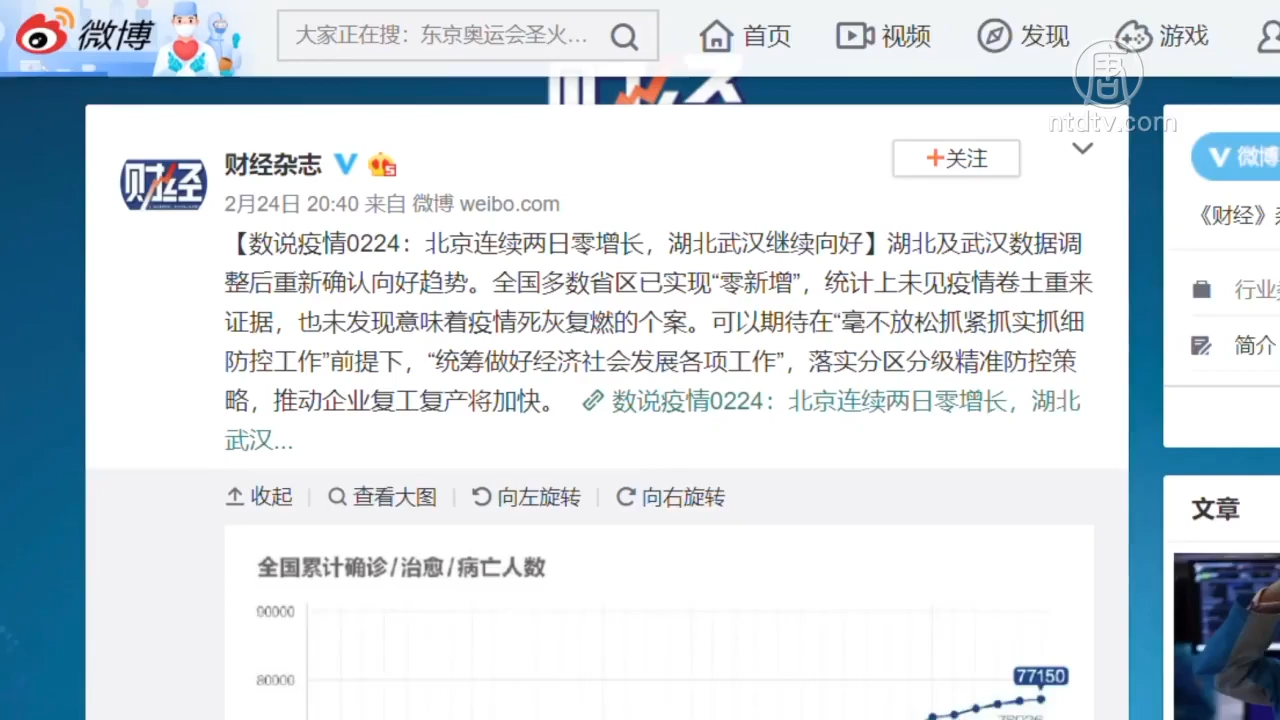 微博
大家正在搜：东京奥运会圣火...
首页
视频
发现
游戏
ntdtv.com
财经
财经杂志
+关注
2月24日 20:40 来自 微博 weibo.com
【数说疫情0224：北京连续两日零增长，湖北武汉继续向好】湖北及武汉数据调
整后重新确认向好趋势。全国多数省区已实现“零新增”，统计上未见疫情卷土重来
证据，也未发现意味着疫情死灰复燃的个案。可以期待在“毫不放松抓紧抓实抓细
防控工作”前提下，“统筹做好经济社会发展各项工作”，落实分区分级精准防控策
略，推动企业复工复产将加快。 数说疫情0224：北京连续两日零增长，湖北
武汉...
收起
查看大图
向左旋转
向右旋转
全国累计确诊/治愈/病亡人数
90000
80000
77150
微博
《财经》
行业
简介
文章